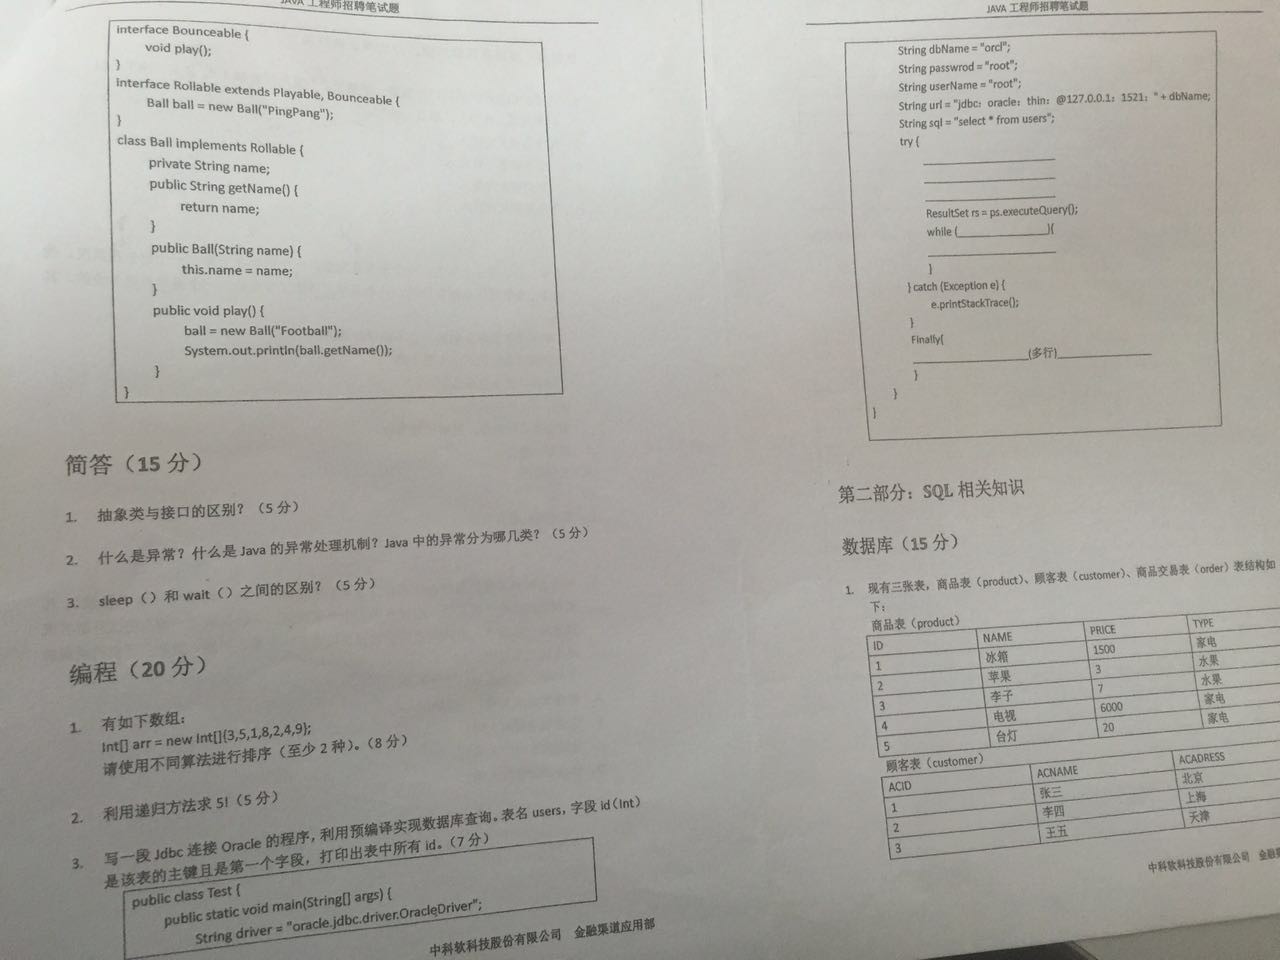 JAVA 工程师招聘笔试题
interface Bounceable {
void play();
}
interface Rollable extends Playable, Bounceable {
Ball ball = new Ball("PingPang");
}
class Ball implements Rollable {
private String name;
public String getName() {
return name;
}
public Ball(String name) {
this.name = name;
}
public void play() {
ball = new Ball("Football");
System.out.println(ball.getName());
}
}
简答（15 分）
1. 抽象类与接口的区别？（5 分）
2. 什么是异常？什么是 Java 的异常处理机制？Java 中的异常分为哪几类？（5 分）
3. sleep（）和 wait（）之间的区别？（5 分）
编程（20 分）
1. 有如下数组：
Int[] arr = new Int[]{3,5,1,8,2,4,9};
请使用不同算法进行排序（至少 2 种）。（8 分）
2. 利用递归方法求 5!（5 分）
3. 写一段 Jdbc 连接 Oracle 的程序，利用预编译实现数据库查询。表名 users，字段 id（Int）
是该表的主键且是第一个字段，打印出表中所有 id。（7 分）
public class Test {
public static void main(String[] args) {
String driver = "oracle.jdbc.driver.OracleDriver";
中科软科技股份有限公司 金融渠道应用部
JAVA 工程师招聘笔试题
String dbName = "orcl";
String passwrod = "root";
String userName = "root";
String url = "jdbc：oracle：thin：@127.0.0.1：1521：" + dbName;
String sql = "select * from users";
try {
ResultSet rs = ps.executeQuery();
while (________________){
}
} catch (Exception e) {
e.printStackTrace();
}
Finally{
____________________(多行)________________
}
}
}
第二部分：SQL 相关知识
数据库（15 分）
1. 现有三张表，商品表（product）、顾客表（customer）、商品交易表（order）表结构如
下：
商品表（product）
ID NAME PRICE TYPE
1 冰箱 1500 家电
2 苹果 3 水果
3 李子 7 水果
4 电视 6000 家电
5 台灯 20 家电
顾客表（customer）
ACID ACNAME ACADRESS
1 张三 北京
2 李四 上海
3 王五 天津
中科软科技股份有限公司 金融渠